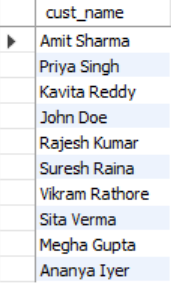 cust_name
Amit Sharma
Priya Singh
Kavita Reddy
John Doe
Rajesh Kumar
Suresh Raina
Vikram Rathore
Sita Verma
Megha Gupta
Ananya Iyer